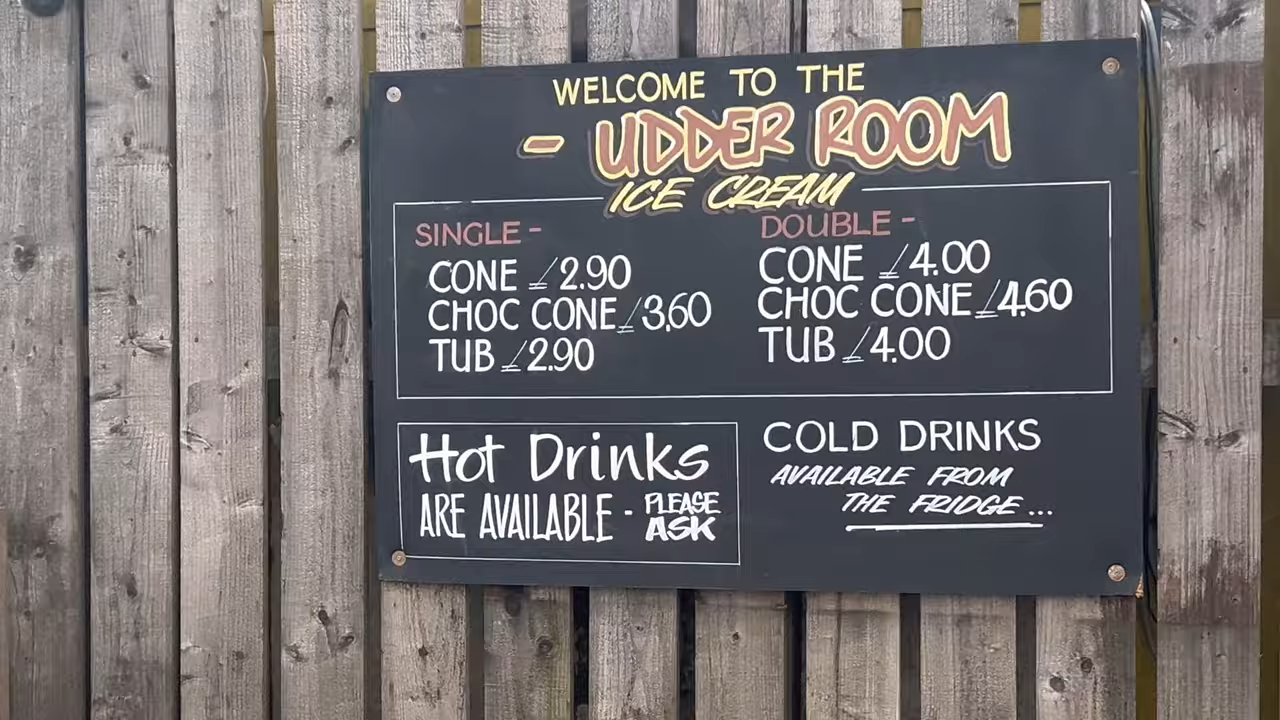 WELCOME TO THE
- UDDER ROOM
ICE CREAM
SINGLE -
CONE £2.90
CHOC CONE £3.60
TUB £2.90
DOUBLE -
CONE £4.00
CHOC CONE £4.60
TUB £4.00
Hot Drinks
ARE AVAILABLE - PLEASE ASK
COLD DRINKS
AVAILABLE FROM
THE FRIDGE...